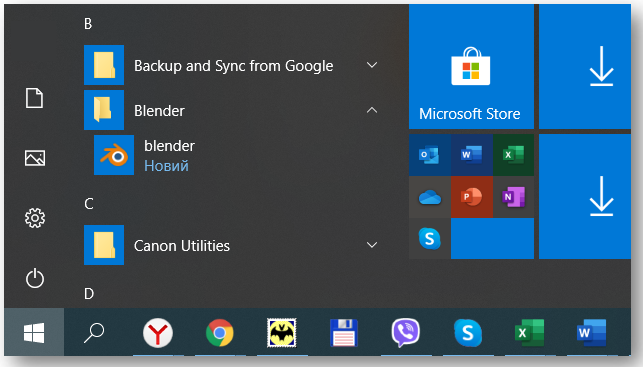 B
Backup and Sync from Google
Blender
blender
Новий
C
Canon Utilities
D
Microsoft Store